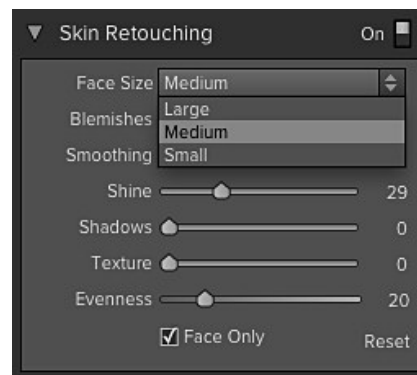 Skin Retouching On
Face Size Medium
Large
Blemishes
Medium
Smoothing Small
Shine 29
Shadows 0
Texture 0
Evenness 20
Face Only Reset